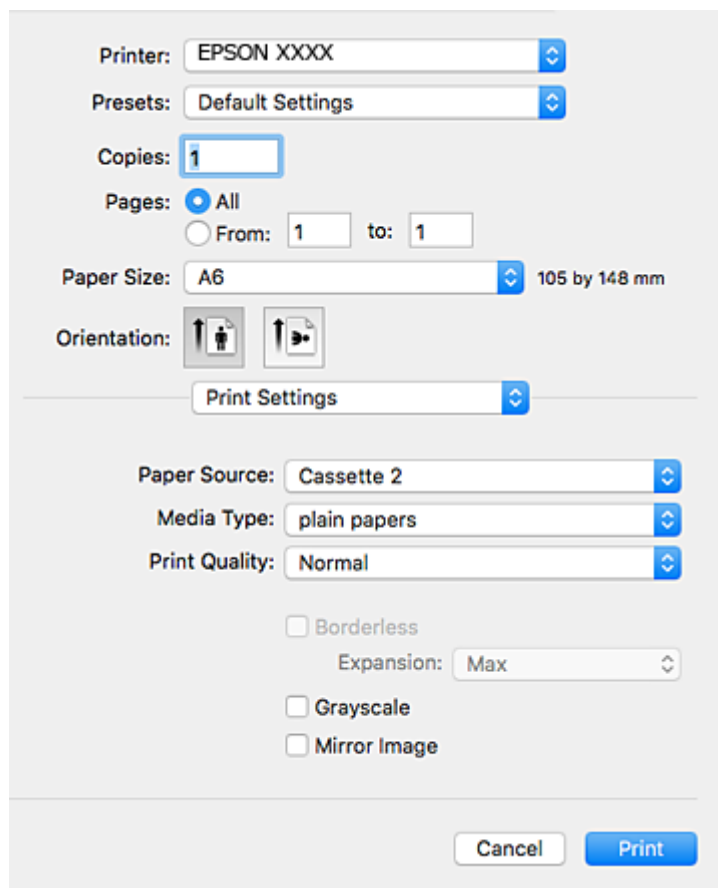 Printer: EPSON XXXX
Presets: Default Settings
Copies: 1
Pages: All
From: 1 to: 1
Paper Size: A6 105 by 148 mm
Orientation:
Print Settings
Paper Source: Cassette 2
Media Type: plain papers
Print Quality: Normal
Borderless
Expansion: Max
Grayscale
Mirror Image
Cancel Print